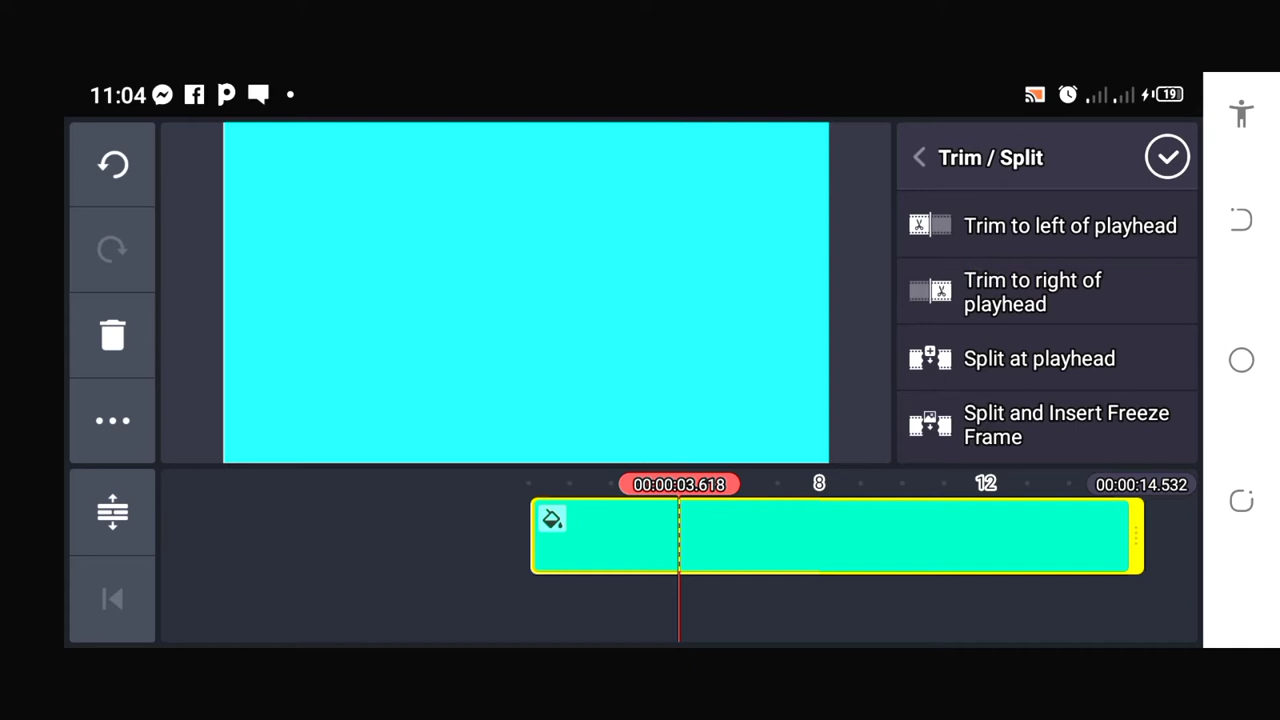 11:04
19
Trim / Split
Trim to left of playhead
Trim to right of
playhead
Split at playhead
Split and Insert Freeze
Frame
00:00:03.618
8
12
00:00:14.532